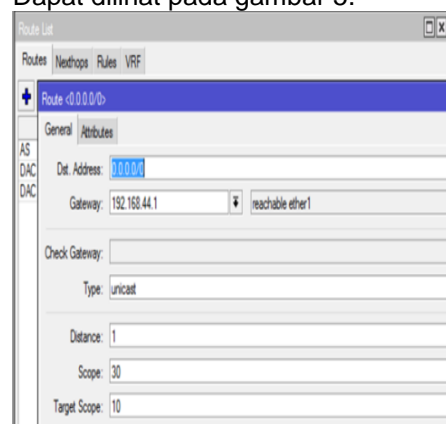 Dapat dilihat pada gambar 5.
Route List
Routes Nexthops Rules VRF
Route <0.0.0.0/0>
General Attributes
AS
DAC
DAC
Dst. Address: 0.0.0.0/0
Gateway: 192.168.44.1 reachable ether1
Check Gateway:
Type: unicast
Distance: 1
Scope: 30
Target Scope: 10